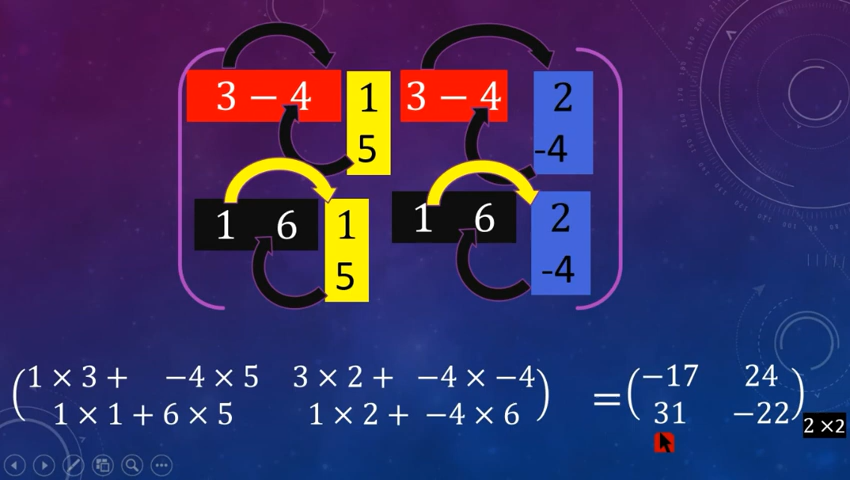 3 − 4 1 3 − 4 2
5 -4
1 6 1 1 6 2
5 -4
(1 × 3 + −4 × 5 3 × 2 + −4 × −4) = (−17 24)
1 × 1 + 6 × 5 1 × 2 + −4 × 6 31 −22
2 ×2